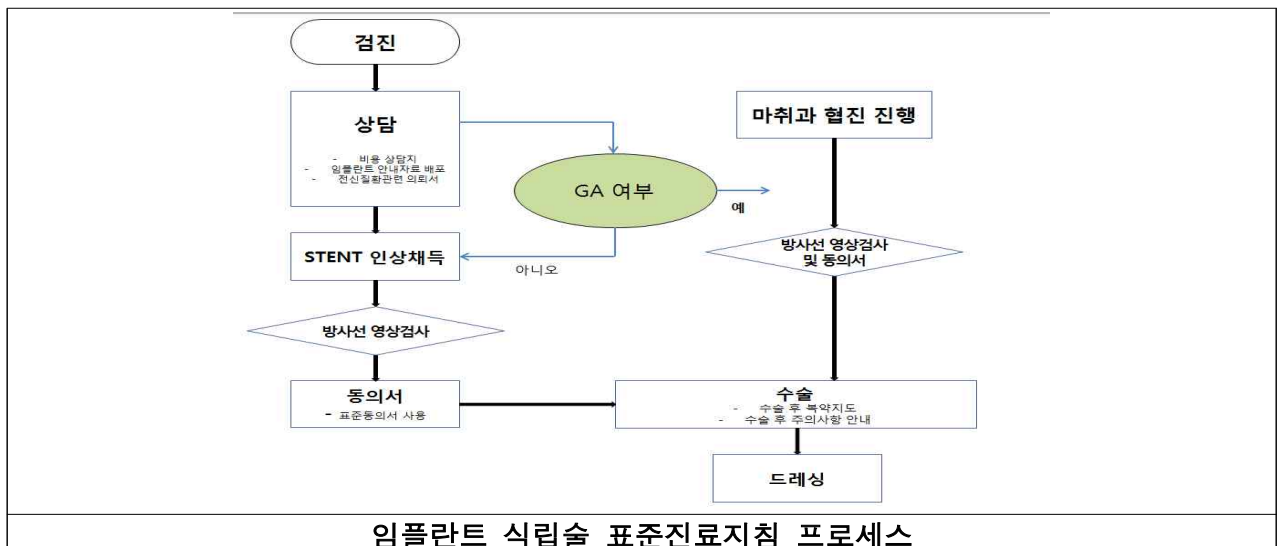 검진
상담
- 비용 상담지
- 임플란트 안내자료 배포
- 전신질환관련 의뢰서
GA 여부
예
아니오
STENT 인상채득
방사선 영상검사
동의서
- 표준동의서 사용
마취과 협진 진행
방사선 영상검사
및 동의서
수술
- 수술 후 복약지도
- 수술 후 주의사항 안내
드레싱
임플란트 식립술 표준진료지침 프로세스